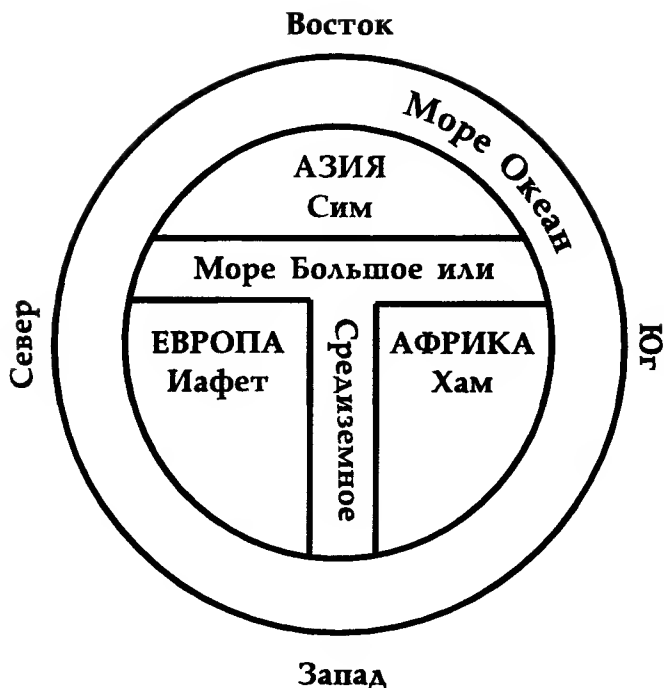 Восток
Море Океан
АЗИЯ
Сим
Море Большое или
Средиземное
Север
ЕВРОПА
Иафет
АФРИКА
Хам
Юг
Запад